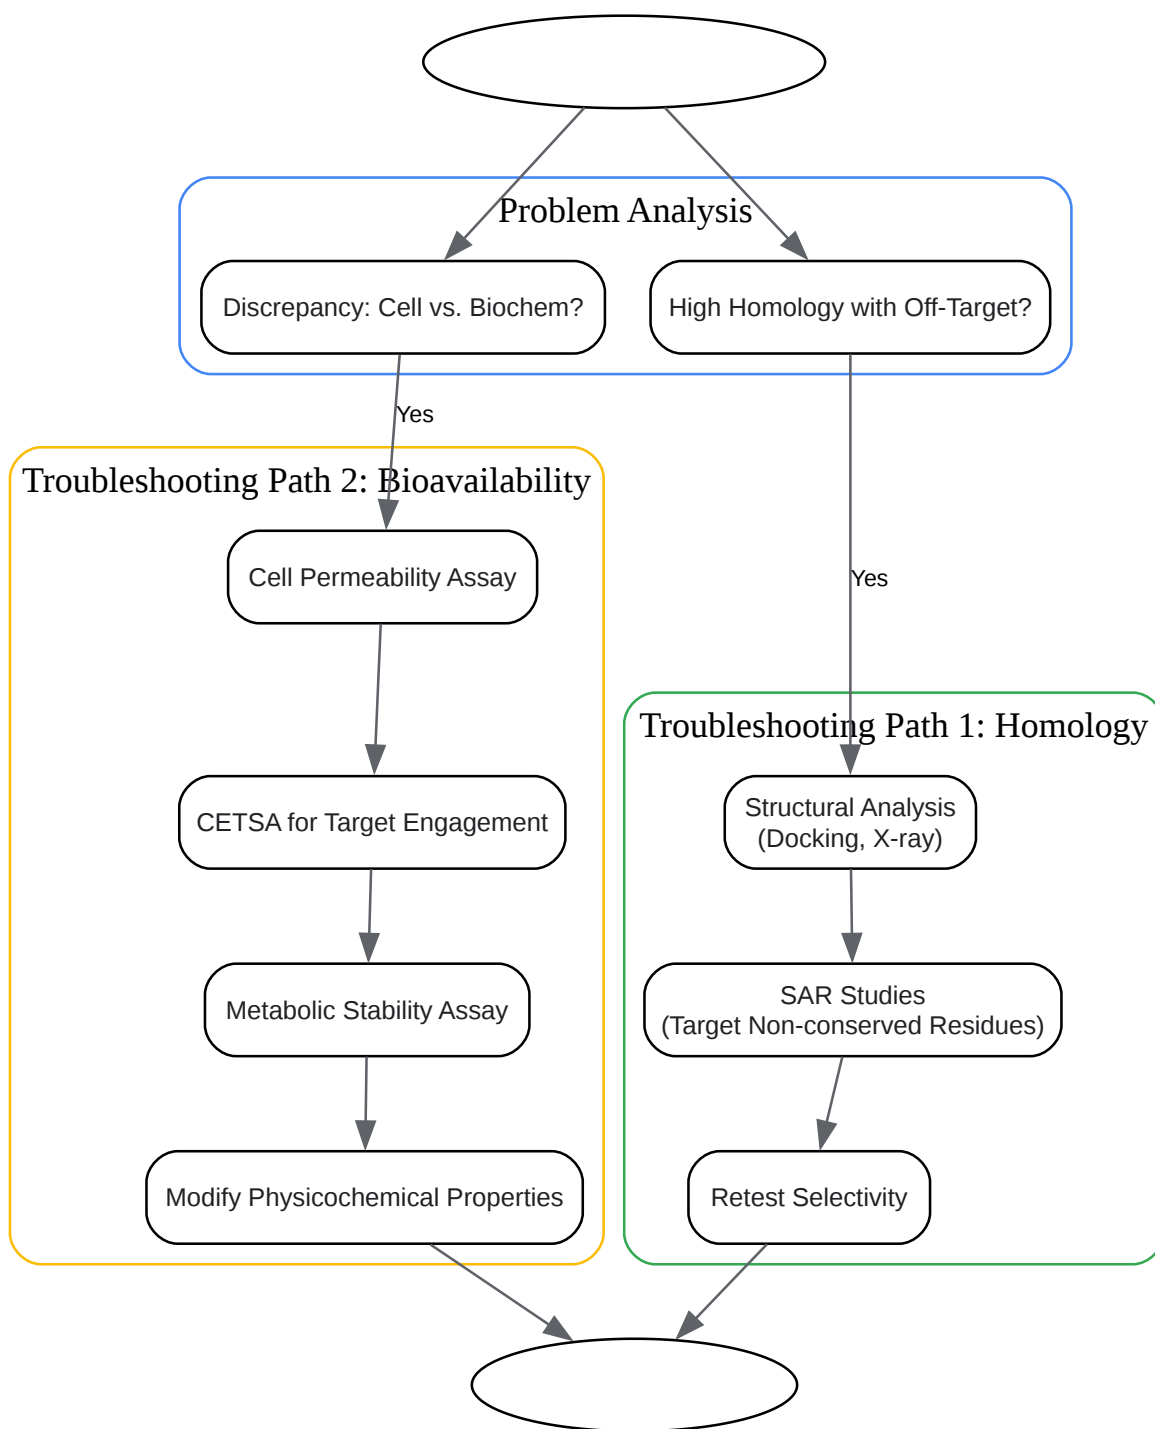 Problem Analysis
Discrepancy: Cell vs. Biochem?
High Homology with Off-Target?
Yes
Troubleshooting Path 2: Bioavailability
Cell Permeability Assay
Yes
Troubleshooting Path 1: Homology
CETSA for Target Engagement
Structural Analysis
(Docking, X-ray)
Metabolic Stability Assay
SAR Studies
(Target Non-conserved Residues)
Modify Physicochemical Properties
Retest Selectivity